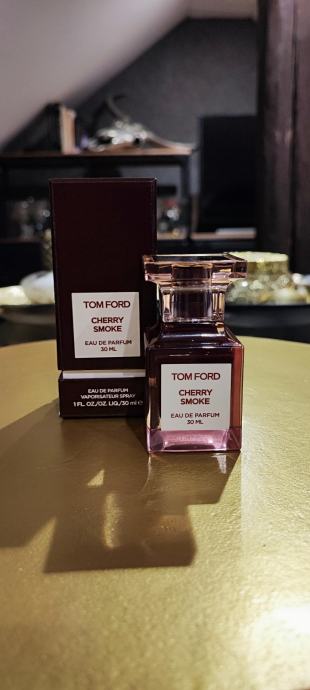 TOM FORD
CHERRY
SMOKE
EAU DE PARFUM
30 ML
EAU DE PARFUM
VAPORISATEUR SPRAY
1 FL. OZ./OZ. LIQ./30 ml e
TOM FORD
CHERRY
SMOKE
EAU DE PARFUM
30 ML